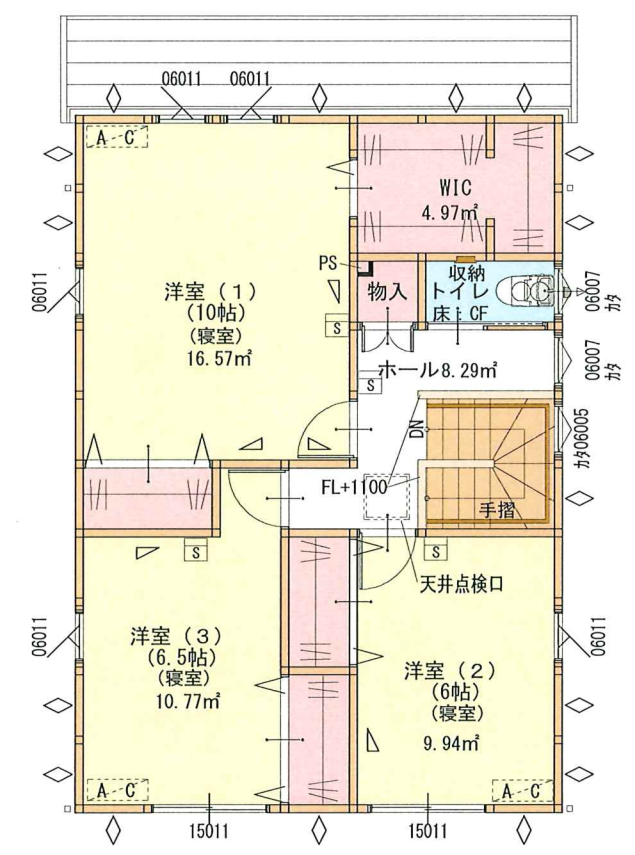 06011
06011
A C
WIC
4.97㎡
PS
物入
収納
トイレ
床:CF
06007
カタ
06011
洋室(1)
(10帖)
(寝室)
16.57㎡
S
ホール8.29㎡
S
06007
カタ
DN
カタ06005
FL+1100
手摺
S
S
天井点検口
06011
洋室(3)
(6.5帖)
(寝室)
10.77㎡
洋室(2)
(6帖)
(寝室)
9.94㎡
06011
A C
A C
15011
15011